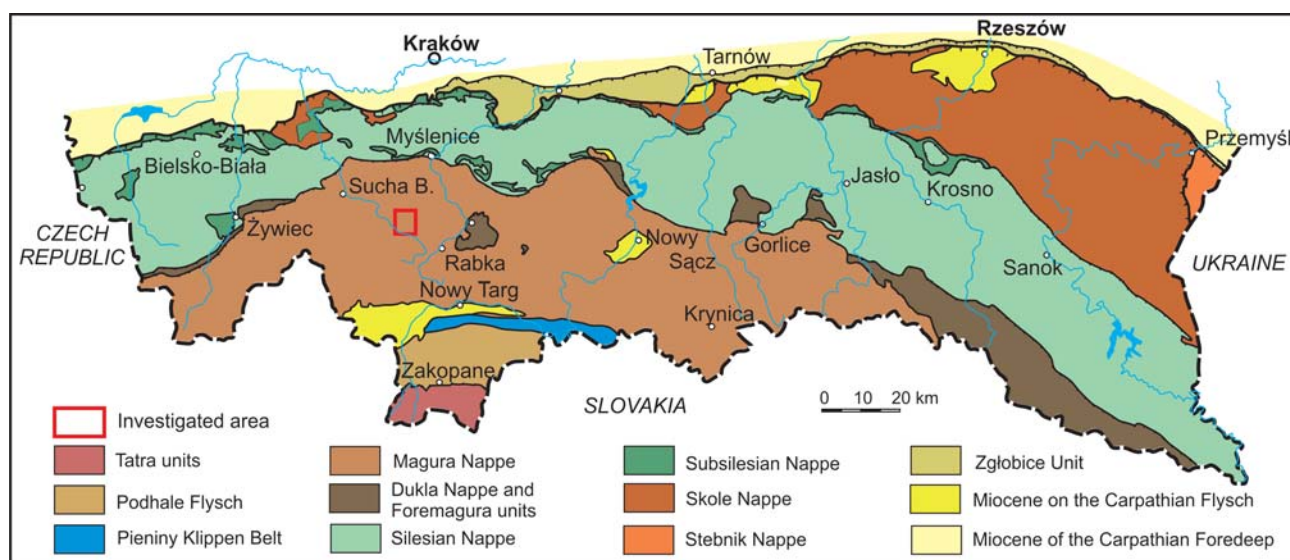 Kraków
Rzeszów
Tarnów
Przemyśl
Myślenice
Bielsko-Biała
Sucha B.
Jasło
Krosno
CZECH
REPUBLIC
Żywiec
Rabka
Nowy
Sącz
Gorlice
Sanok
UKRAINE
Nowy Targ
Krynica
Zakopane
SLOVAKIA
0 10 20 km
Investigated area
Tatra units
Podhale Flysch
Pieniny Klippen Belt
Magura Nappe
Dukla Nappe and
Foremagura units
Silesian Nappe
Subsilesian Nappe
Skole Nappe
Stebnik Nappe
Zgłobice Unit
Miocene on the Carpathian Flysch
Miocene of the Carpathian Foredeep